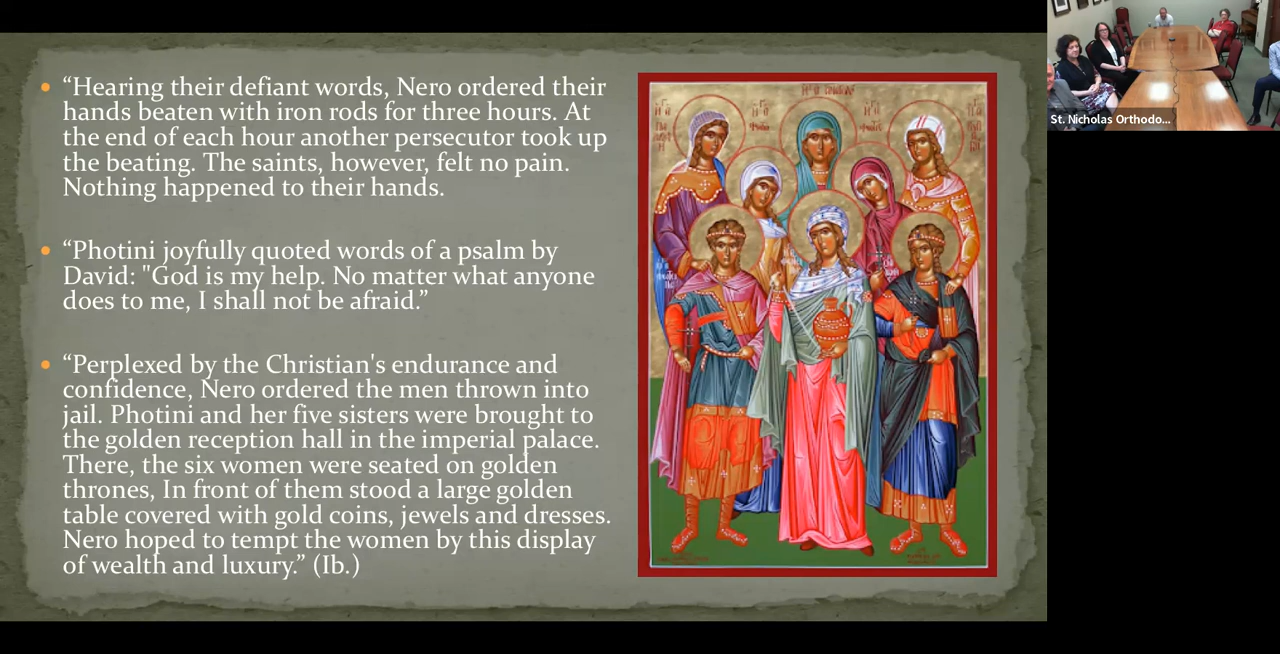 “Hearing their defiant words, Nero ordered their
hands beaten with iron rods for three hours. At
the end of each hour another persecutor took up
the beating. The saints, however, felt no pain.
Nothing happened to their hands.
“Photini joyfully quoted words of a psalm by
David: "God is my help. No matter what anyone
does to me, I shall not be afraid.”
“Perplexed by the Christian's endurance and
confidence, Nero ordered the men thrown into
jail. Photini and her five sisters were brought to
the golden reception hall in the imperial palace.
There, the six women were seated on golden
thrones, In front of them stood a large golden
table covered with gold coins, jewels and dresses.
Nero hoped to tempt the women by this display
of wealth and luxury.” (Ib.)
St. Nicholas Orthodo...